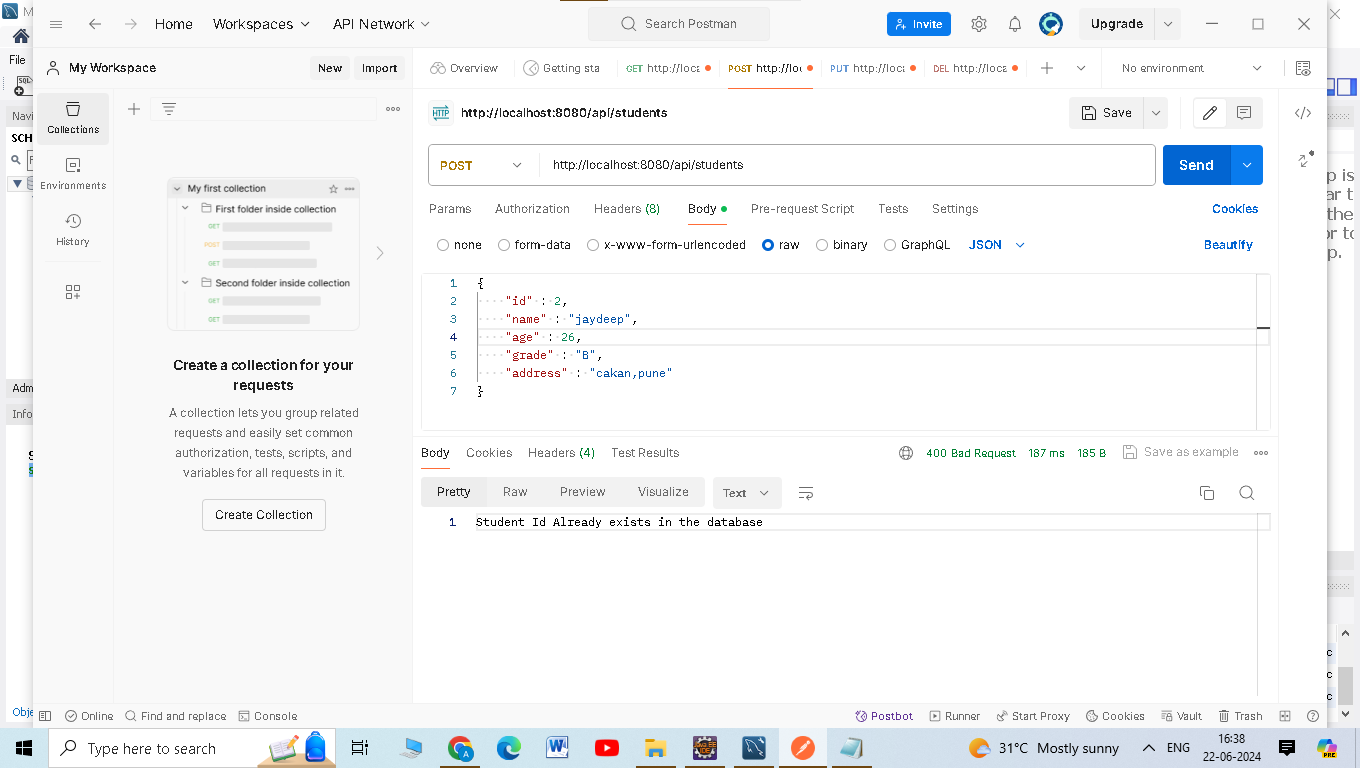 Home Workspaces API Network Search Postman Invite Upgrade
File
My Workspace New Import Overview Getting sta GET http://loca POST http://loc PUT http://loca DEL http://loca No environment
Navi
SCH
Collections
Environments
History
My first collection
First folder inside collection
GET
POST
GET
Second folder inside collection
GET
GET
Create a collection for your
requests
A collection lets you group related
requests and easily set common
authorization, tests, scripts, and
variables for all requests in it.
Create Collection
Adm
Info
HTTP http://localhost:8080/api/students Save
POST http://localhost:8080/api/students Send
Params Authorization Headers (8) Body Pre-request Script Tests Settings Cookies
none form-data x-www-form-urlencoded raw binary GraphQL JSON Beautify
1 {
2 "id" : 2,
3 "name" : "jaydeep",
4 "age" : 26,
5 "grade" : "B",
6 "address" : "cakan,pune"
7 }
Body Cookies Headers (4) Test Results 400 Bad Request 187 ms 185 B Save as example
Pretty Raw Preview Visualize Text
1 Student Id Already exists in the database
p is
ar t
the
or to
p.
c
c
c
Obje Online Find and replace Console Postbot Runner Start Proxy Cookies Vault Trash
Type here to search 31°C Mostly sunny ENG 16:38
22-06-2024